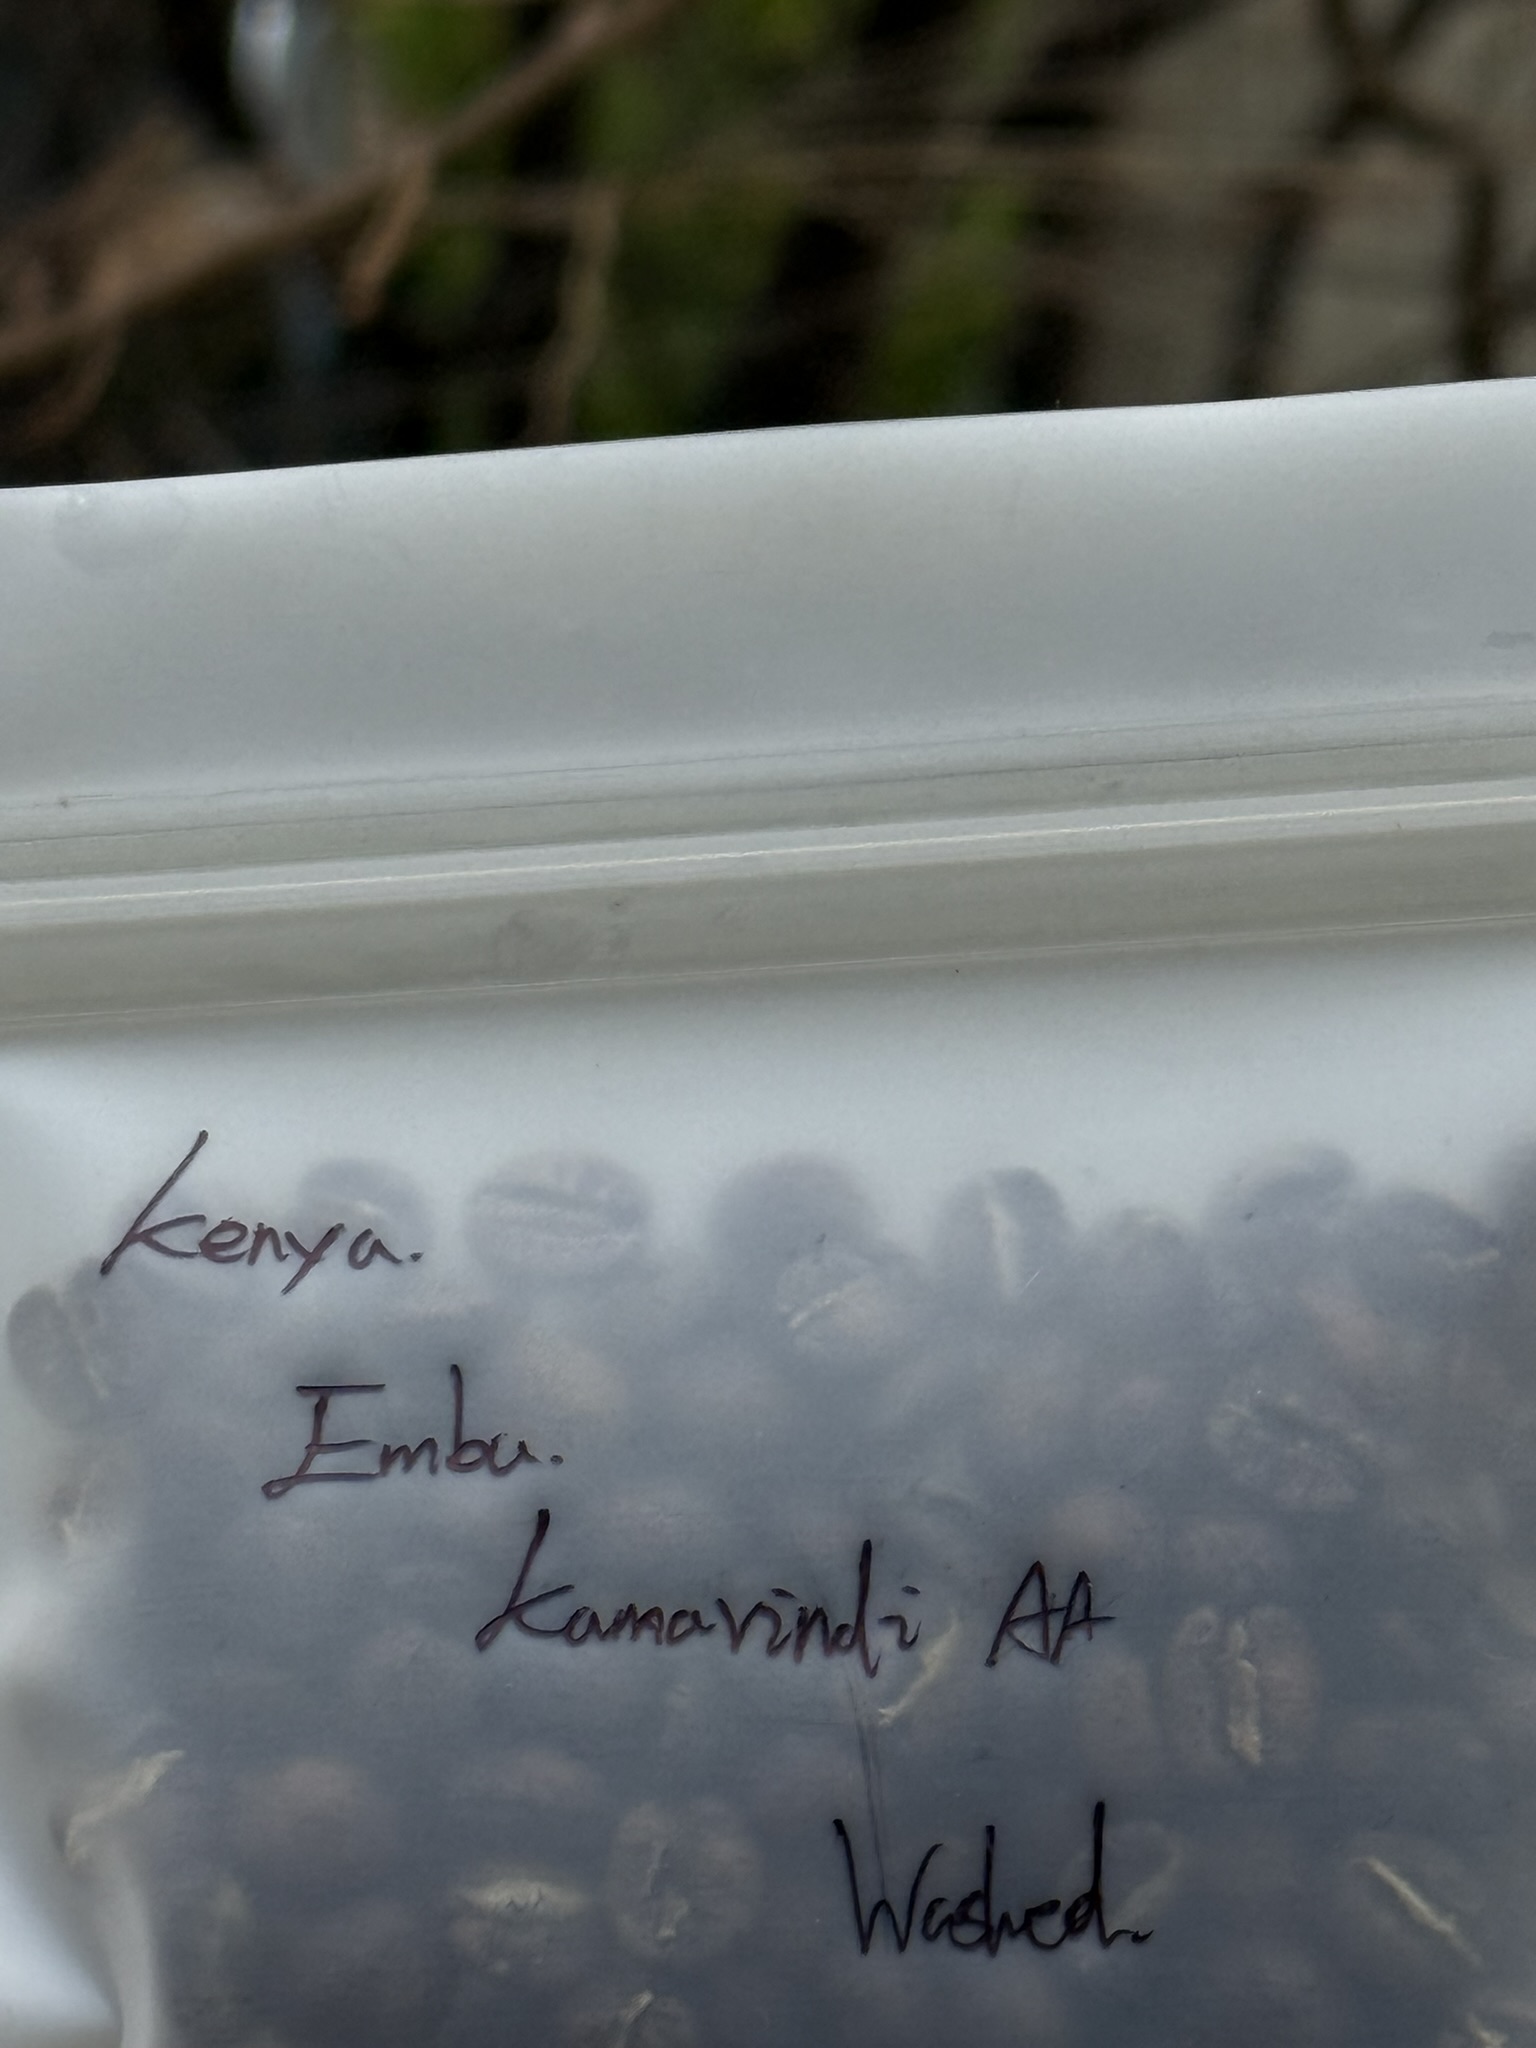 Kenya.
Embu.
Kamavindi AA
Washed.